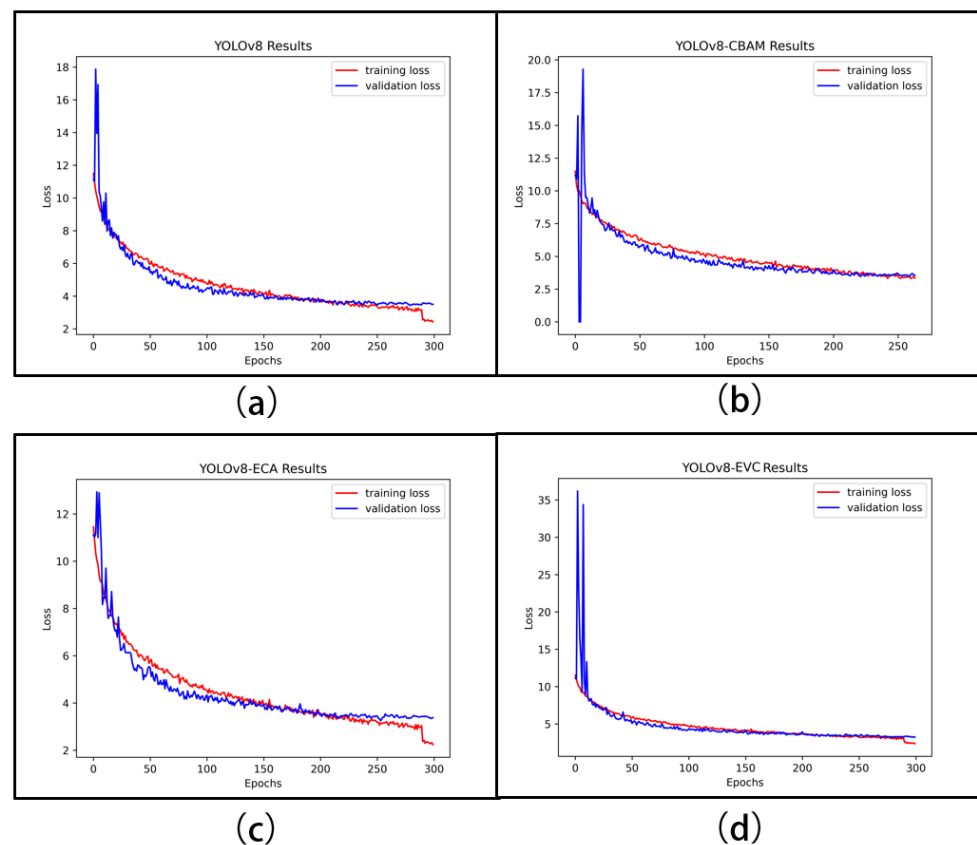 YOLOv8 Results
18
16
14
12
10
8
6
4
2
Loss
training loss
validation loss
0 50 100 150 200 250 300
Epochs
(a)
YOLOv8-CBAM Results
20.0
17.5
15.0
12.5
10.0
7.5
5.0
2.5
0.0
Loss
training loss
validation loss
0 50 100 150 200 250
Epochs
(b)
YOLOv8-ECA Results
12
10
8
6
4
2
Loss
training loss
validation loss
0 50 100 150 200 250 300
Epochs
(c)
YOLOv8-EVC Results
35
30
25
20
15
10
5
Loss
training loss
validation loss
0 50 100 150 200 250 300
Epochs
(d)